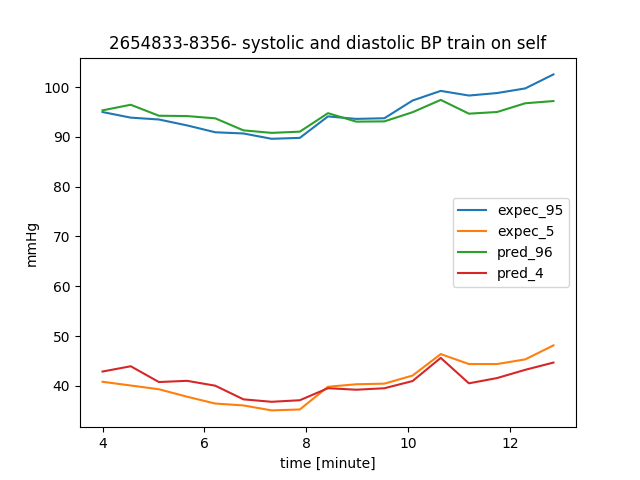 2654833-8356- systolic and diastolic BP train on self
100
90
80
70
60
50
40
mmHg
expec_95
expec_5
pred_96
pred_4
4
6
8
10
12
time [minute]